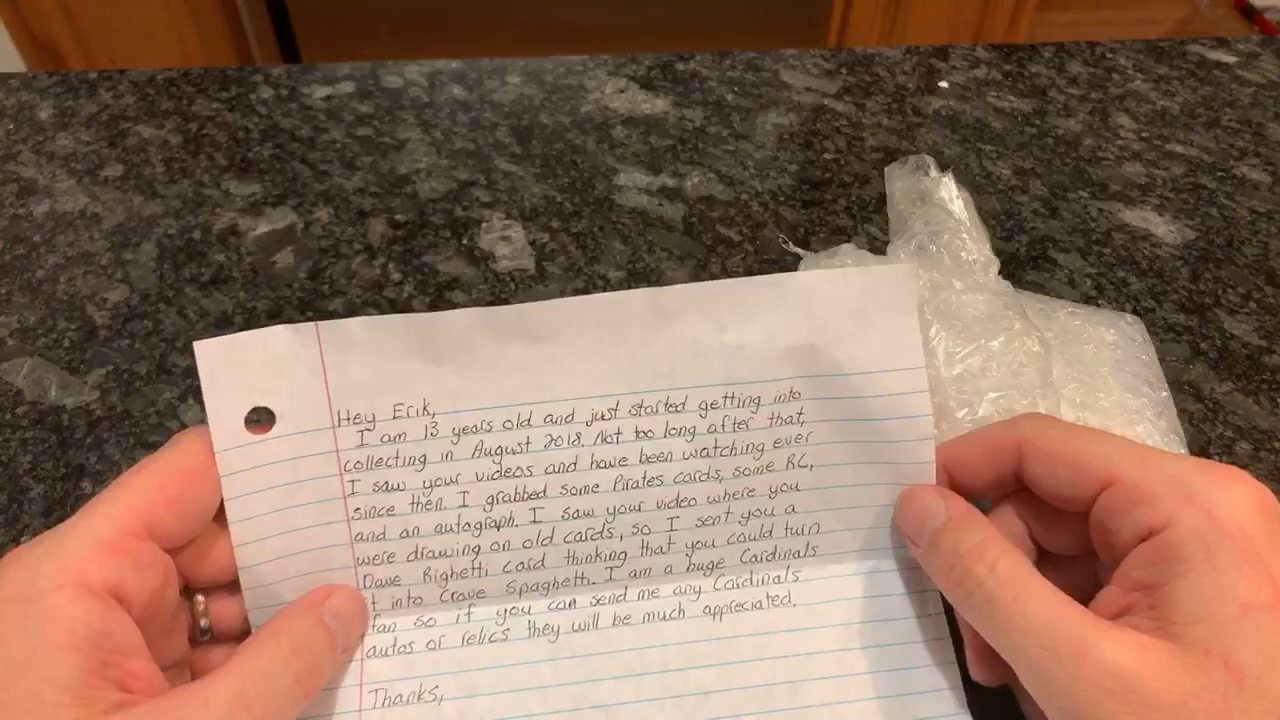 Hey Erik,
I am 13 years old and just started getting into
collecting in August 2018. Not too long after that,
I saw your videos and have been watching ever
since then. I grabbed some Pirates cards, some RC,
and an autograph. I saw your video where you
were drawing on old cards, so I sent you a
Dave Righetti card thinking that you could turn
it into Crave Spaghetti. I am a huge Cardinals
fan so if you can send me any Cardinals
autos or relics they will be much appreciated.
Thanks,